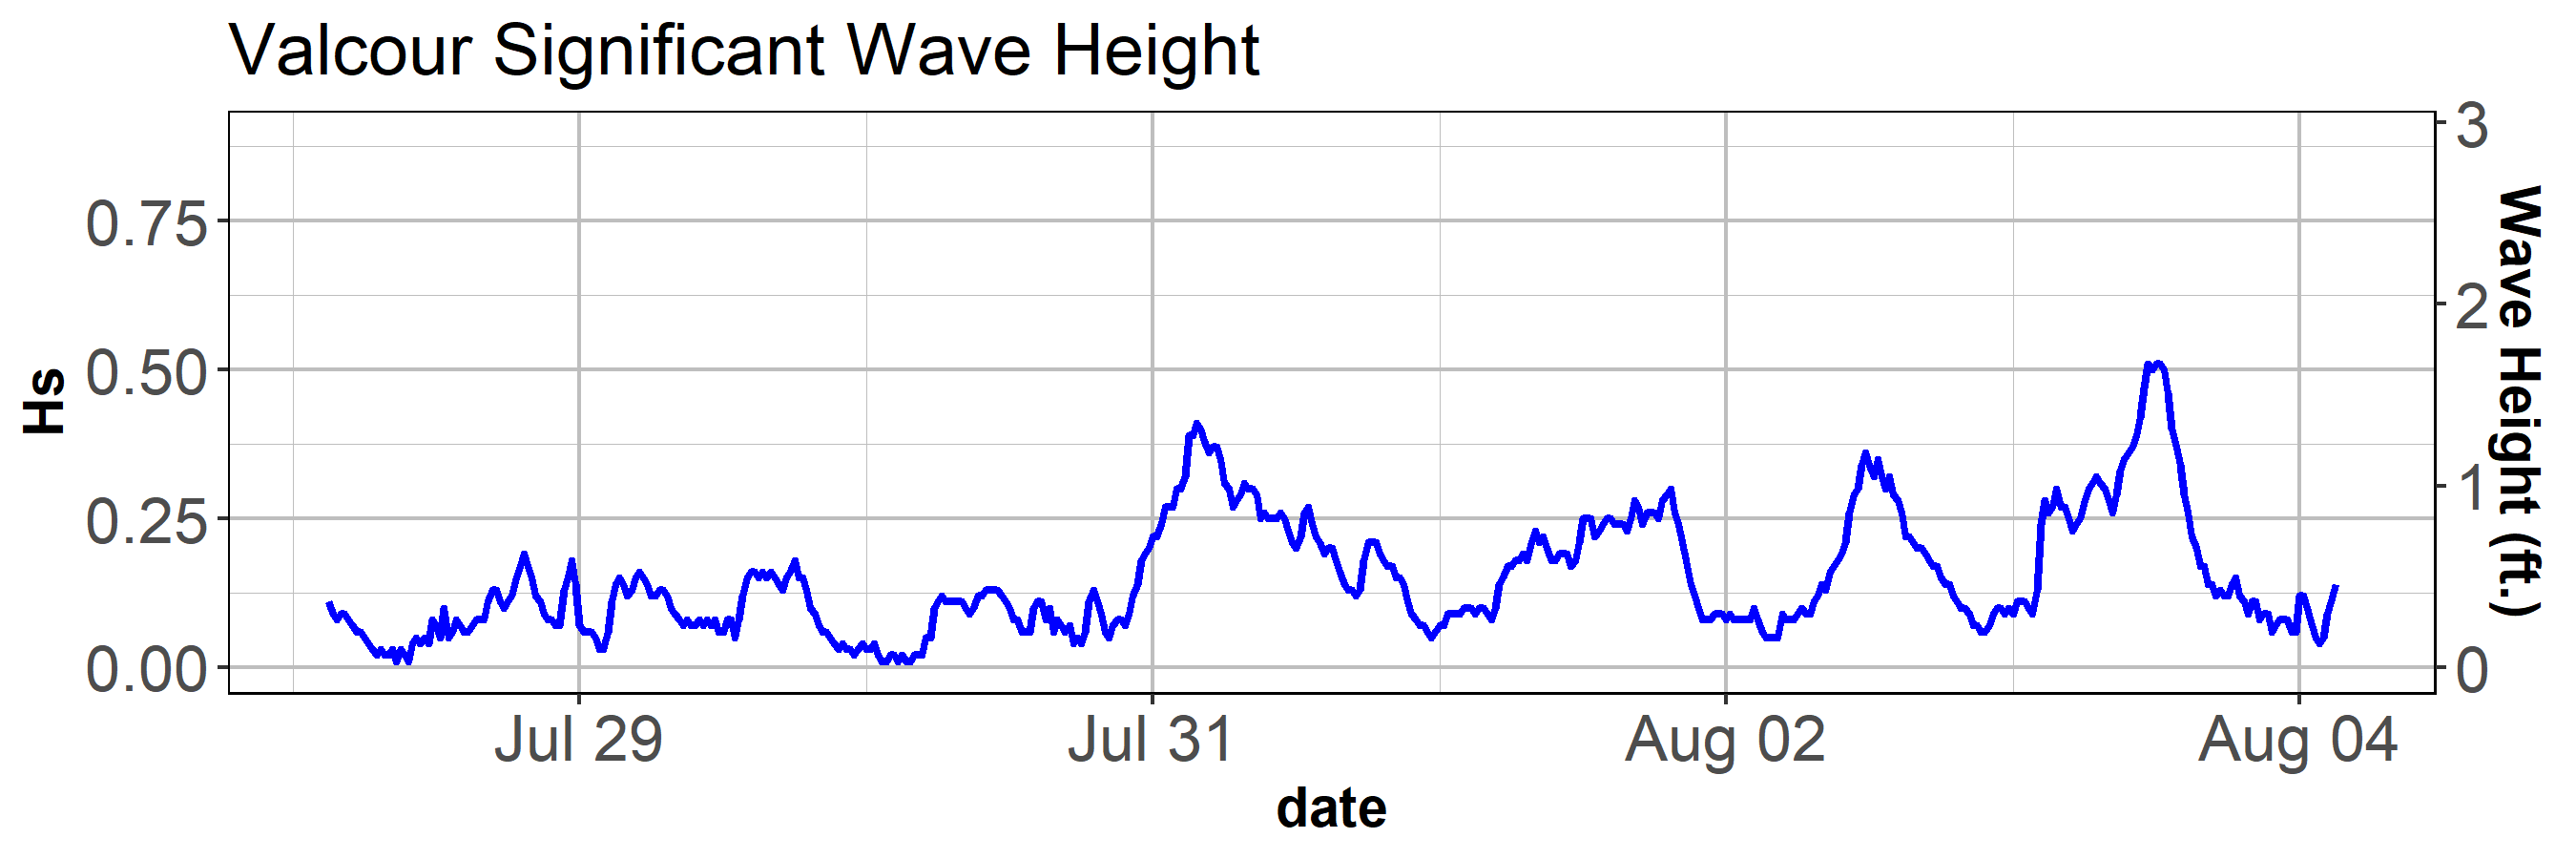 Valcour Significant Wave Height
Hs
0.75
0.50
0.25
0.00
3
2
1
0
Wave Height (ft.)
Jul 29
Jul 31
Aug 02
Aug 04
date